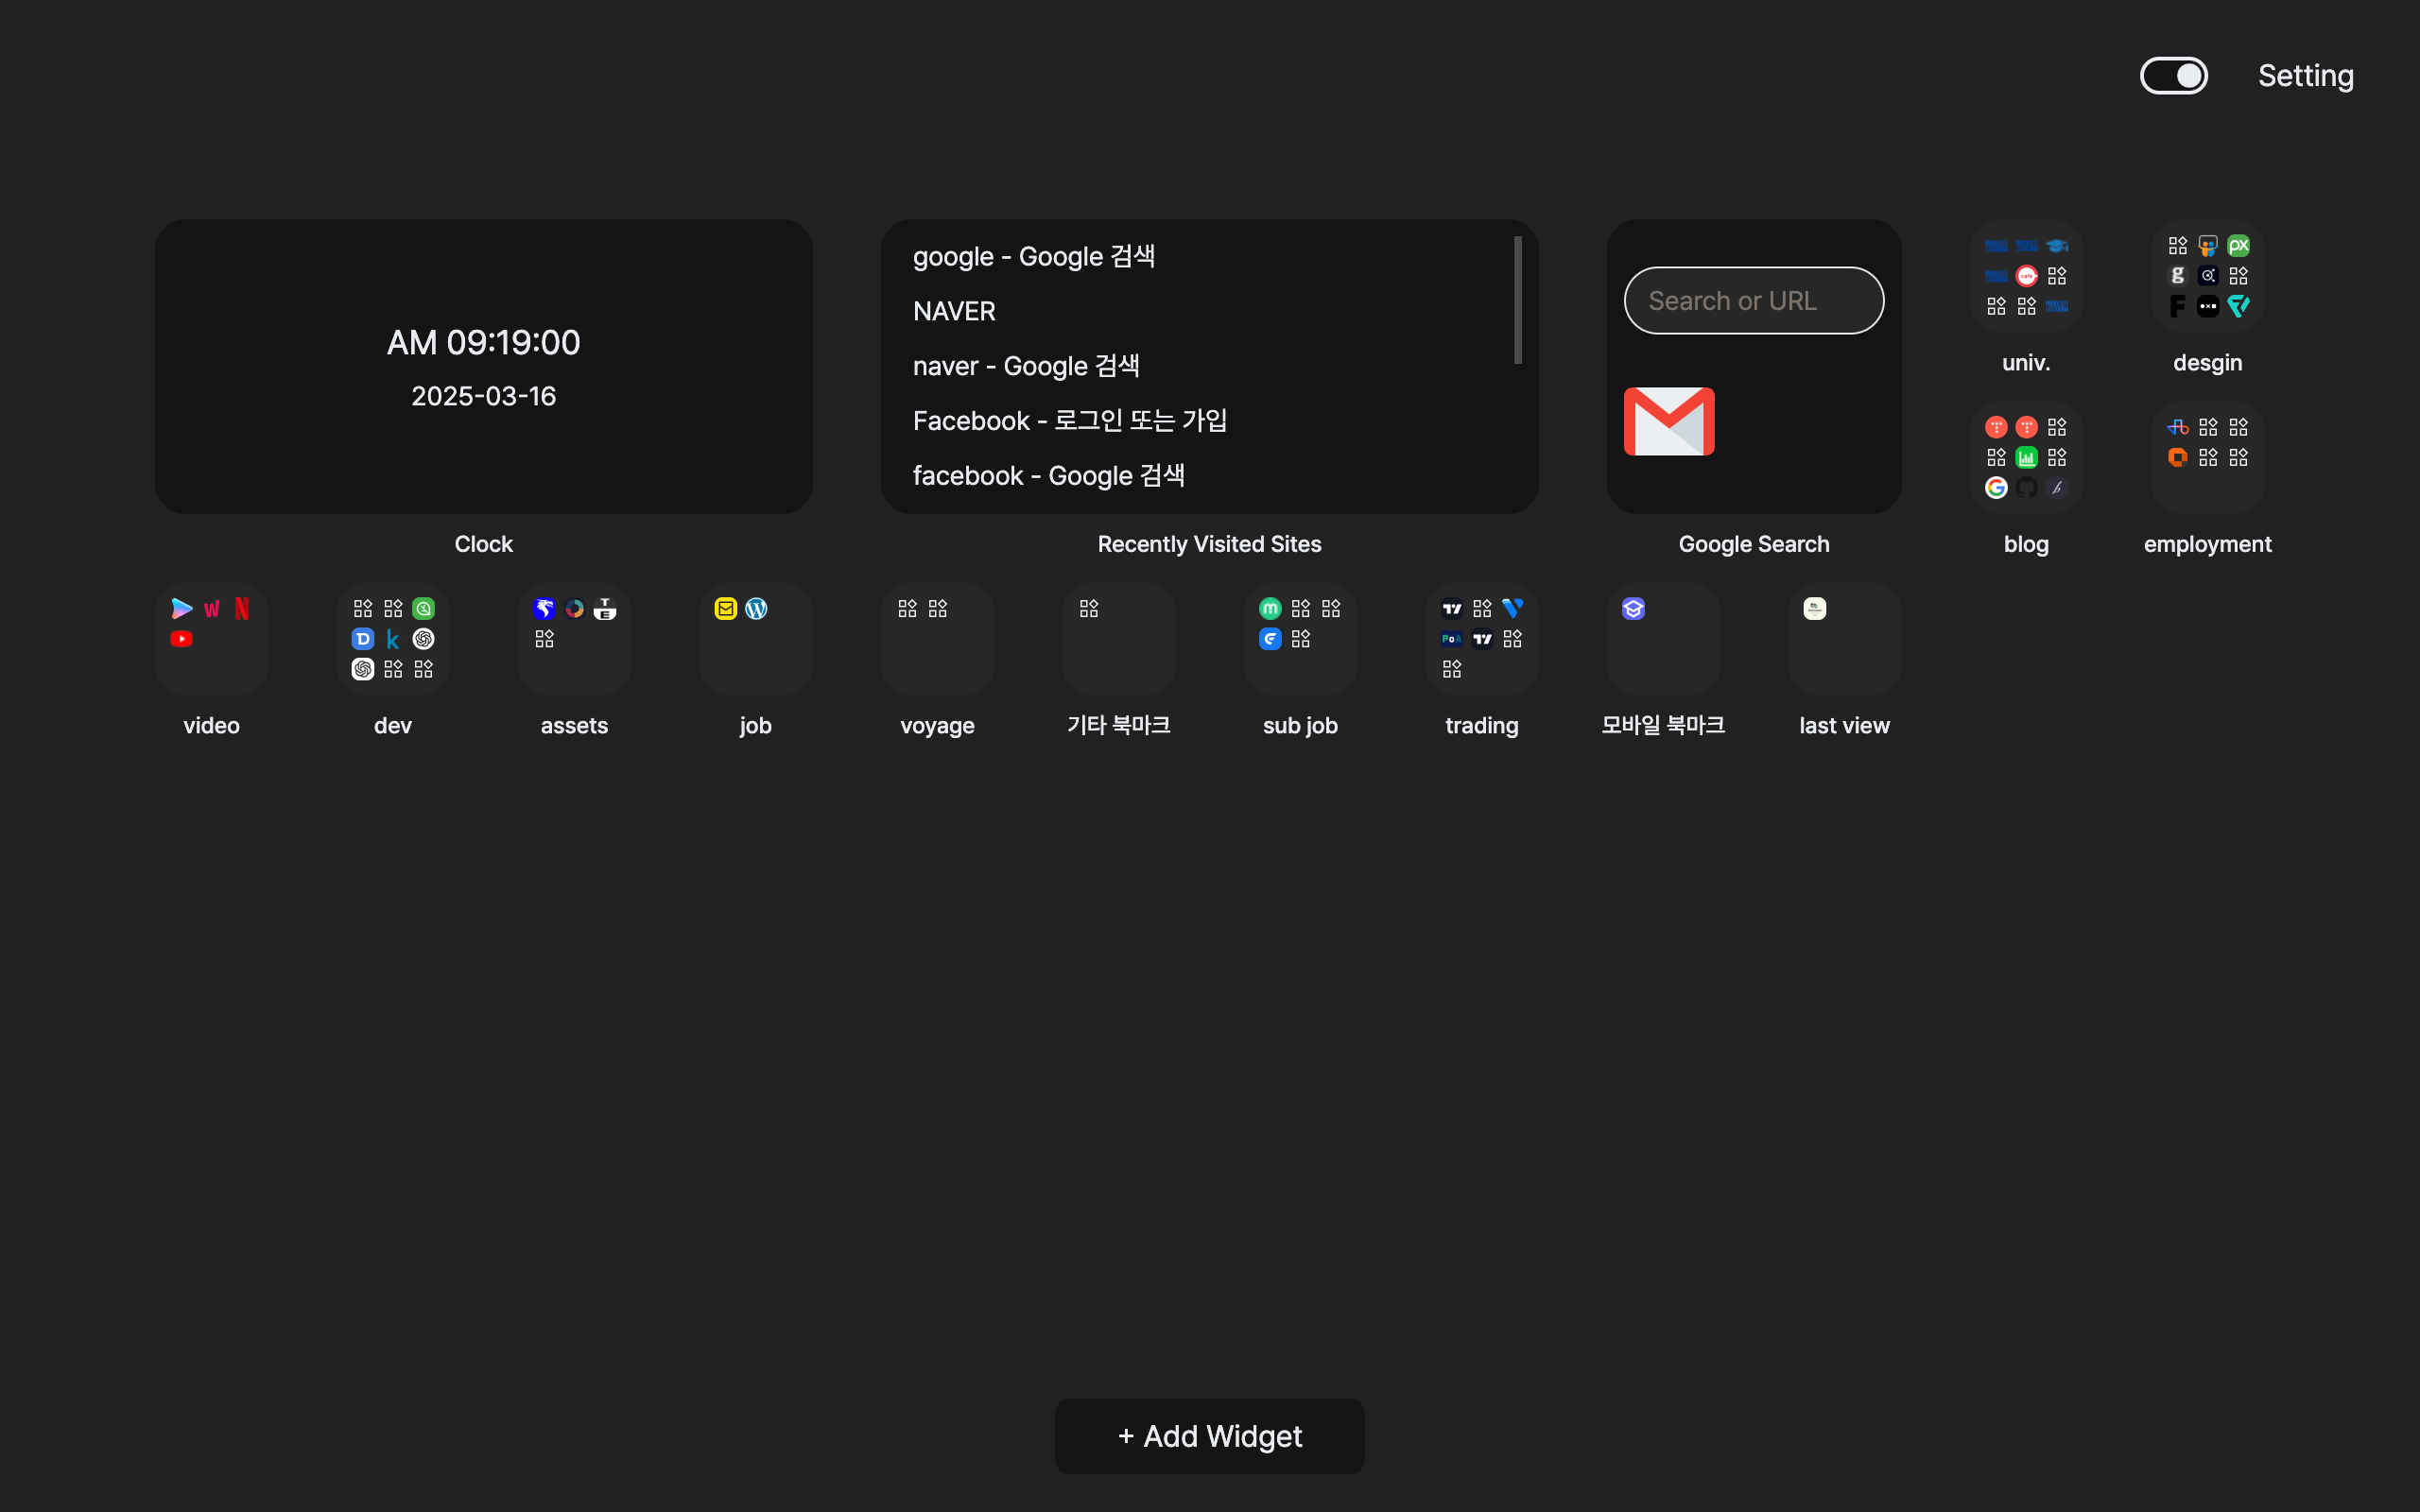 Setting
AM 09:19:00
2025-03-16
Clock
google - Google 검색
NAVER
naver - Google 검색
Facebook - 로그인 또는 가입
facebook - Google 검색
Recently Visited Sites
Search or URL
Google Search
univ.
desgin
blog
employment
video
dev
assets
job
voyage
기타 북마크
sub job
trading
모바일 북마크
last view
+ Add Widget